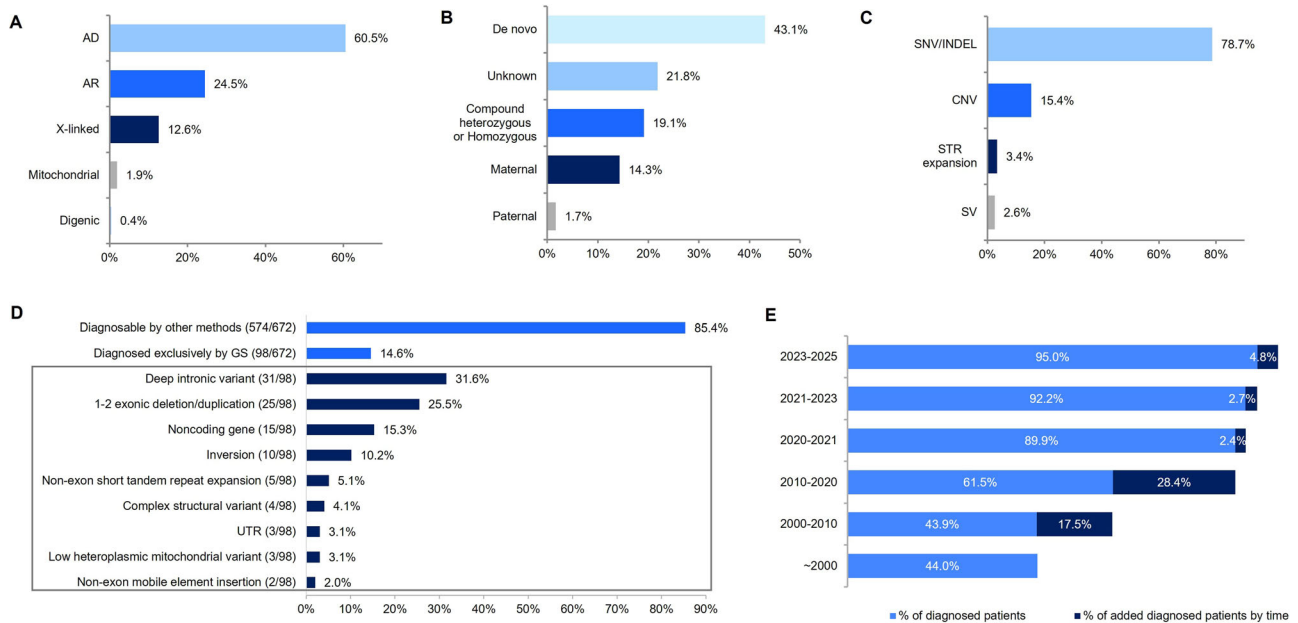 A
AD
60.5%
AR
24.5%
X-linked
12.6%
Mitochondrial
1.9%
Digenic
0.4%
0% 20% 40% 60%
B
De novo
43.1%
Unknown
21.8%
Compound
heterozygous
or Homozygous
19.1%
Maternal
14.3%
Paternal
1.7%
0% 10% 20% 30% 40% 50%
C
SNV/INDEL
78.7%
CNV
15.4%
STR
expansion
3.4%
SV
2.6%
0% 20% 40% 60% 80%
D
Diagnosable by other methods (574/672) 85.4%
Diagnosed exclusively by GS (98/672) 14.6%
Deep intronic variant (31/98) 31.6%
1-2 exonic deletion/duplication (25/98) 25.5%
Noncoding gene (15/98) 15.3%
Inversion (10/98) 10.2%
Non-exon short tandem repeat expansion (5/98) 5.1%
Complex structural variant (4/98) 4.1%
UTR (3/98) 3.1%
Low heteroplasmic mitochondrial variant (3/98) 3.1%
Non-exon mobile element insertion (2/98) 2.0%
0% 10% 20% 30% 40% 50% 60% 70% 80% 90%
E
2023-2025 95.0% 4.8%
2021-2023 92.2% 2.7%
2020-2021 89.9% 2.4%
2010-2020 61.5% 28.4%
2000-2010 43.9% 17.5%
~2000 44.0%
% of diagnosed patients % of added diagnosed patients by time